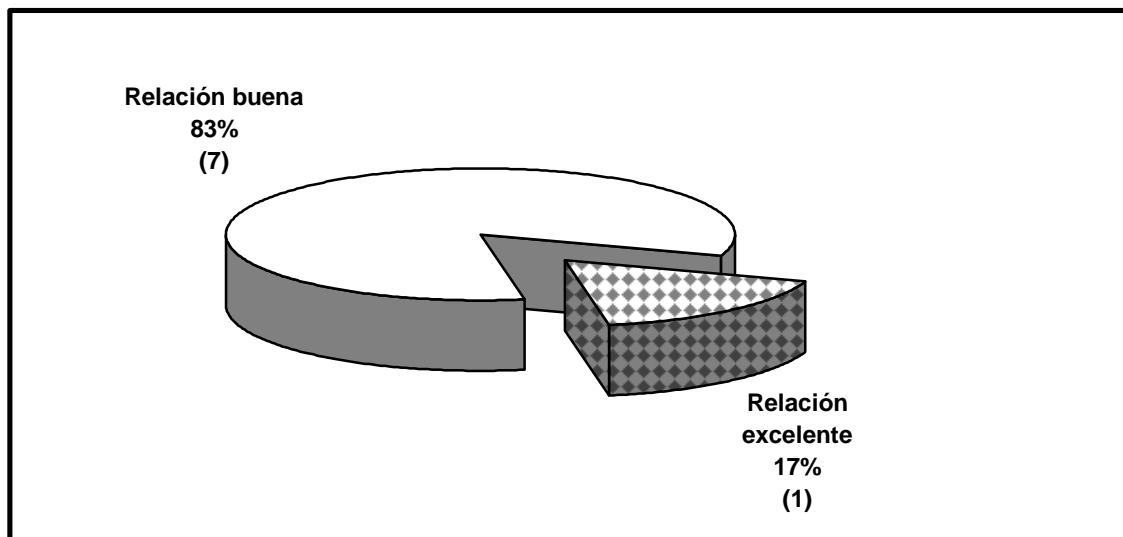 Relación buena
83%
(7)
Relación
excelente
17%
(1)